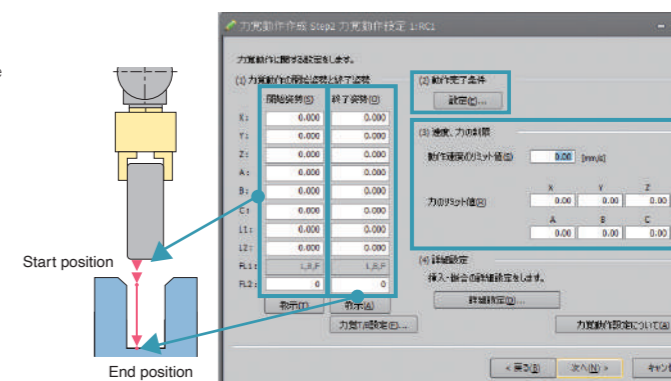 力覚動作作成 Step2 力覚動作設定 1:RC1
力覚動作に関する設定をします。
(1) 力覚動作の開始姿勢と終了姿勢
開始姿勢(S) 終了姿勢(O)
X: 0.000 0.000
Y: 0.000 0.000
Z: 0.000 0.000
A: 0.000 0.000
B: 0.000 0.000
C: 0.000 0.000
L1: 0.000 0.000
L2: 0.000 0.000
FL1: L,B,F L,B,F
FL2: 0 0
教示(T) 教示(A)
力覚T/B設定(F)...
(2) 動作完了条件
設定(C)...
(3) 速度、力の制限
動作速度のリミット値(S) 0.00 [mm/s]
X Y Z
力のリミット値(R) 0.00 0.00 0.00
A B C
0.00 0.00 0.00
(4) 詳細設定
挿入・嵌合の詳細設定をします。
詳細設定(D)...
力覚動作設定について(A)
< 戻る(B) 次へ(N) > キャン
e
Start position
End position